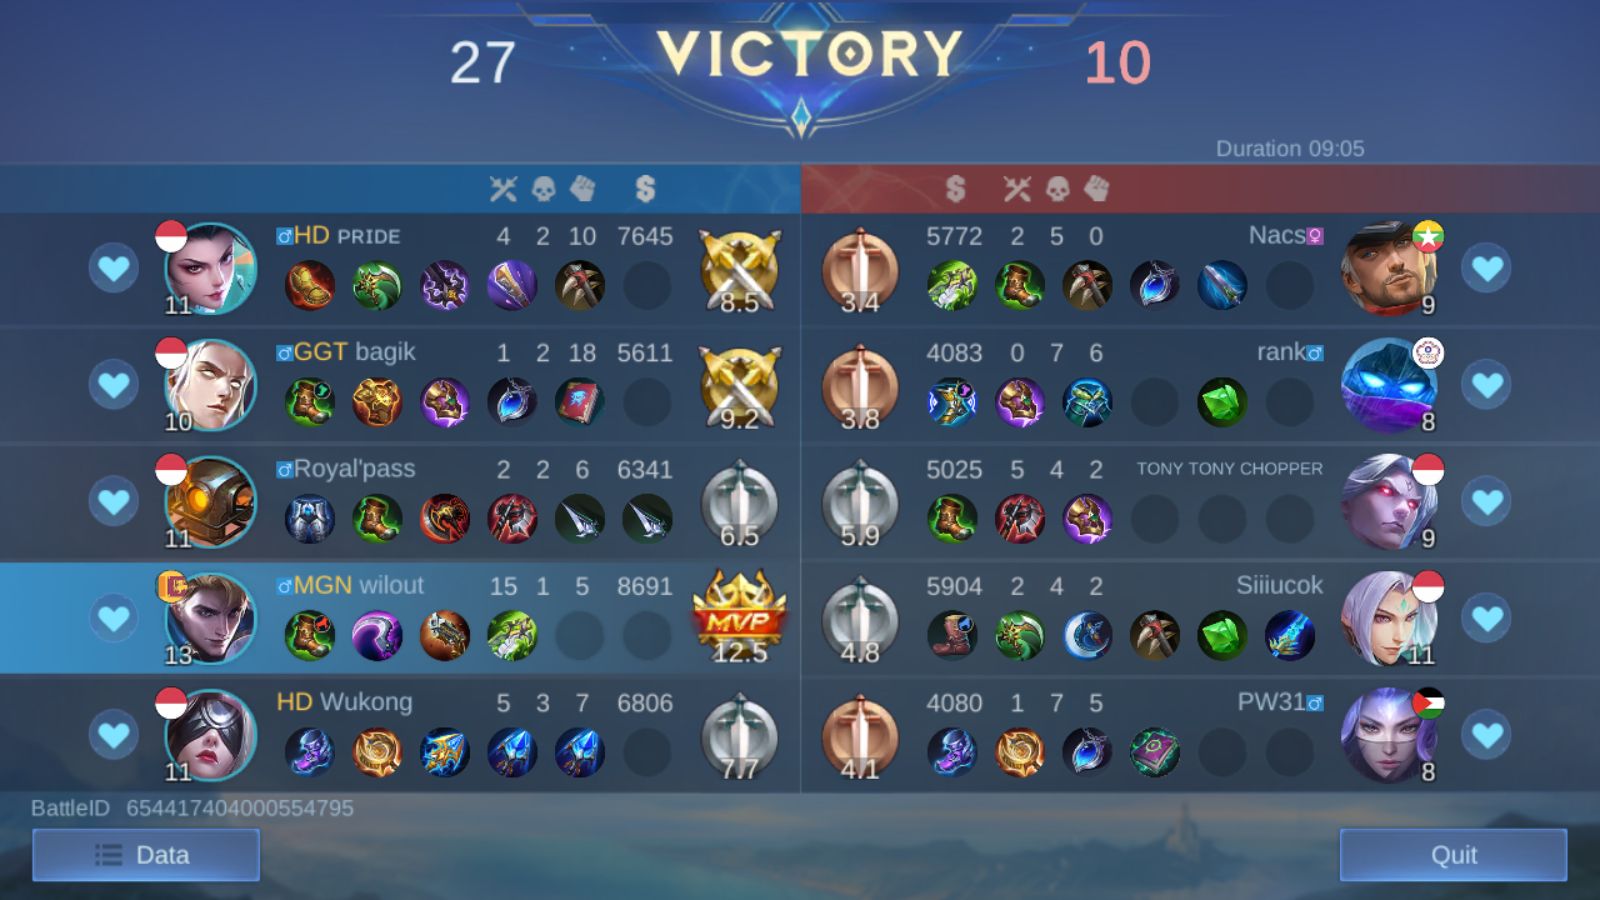 27 VICTORY 10
Duration 09:05
HD PRIDE 4 2 10 7645
11 8.5
5772 2 5 0 Nacs
3.4 9
GGT bagik 1 2 18 5611
10 9.2
4083 0 7 6 rank
3.8 8
Royal'pass 2 2 6 6341
11 6.5
5025 5 4 2 TONY TONY CHOPPER
5.9 9
MGN wilout 15 1 5 8691
13 MVP 12.5
5904 2 4 2 Siiiucok
4.8 11
HD Wukong 5 3 7 6806
11 7.7
4080 1 7 5 PW31
4.1 8
BattleID 654417404000554795
Data
Quit